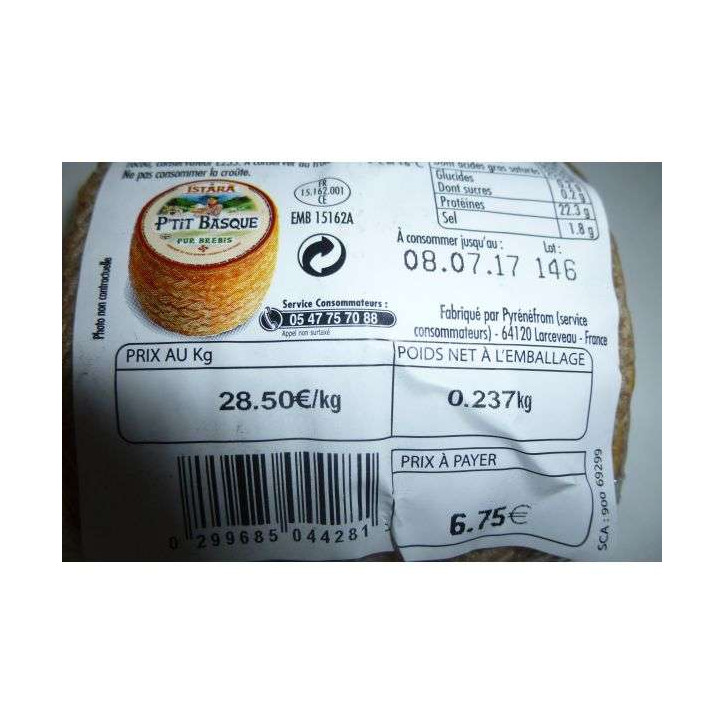 Ne pas consommer la croûte.
ISTARA
P'TIT BASQUE
PUR BREBIS
Photo non contractuelle
FR
15.162.001
CE
EMB 15162A
Glucides
Dont sucres 0.2 g
Protéines 22.3 g
Sel 1.8 g
À consommer jusqu'au : Lot :
08.07.17 146
Service Consommateurs :
05 47 75 70 88
Appel non surtaxé
Fabriqué par Pyrénéfrom (service
consommateurs) - 64120 Larceveau - France
PRIX AU Kg
28.50€/kg
POIDS NET À L'EMBALLAGE
0.237kg
PRIX À PAYER
6.75€
0 299685 044281
SCA : 900 69299